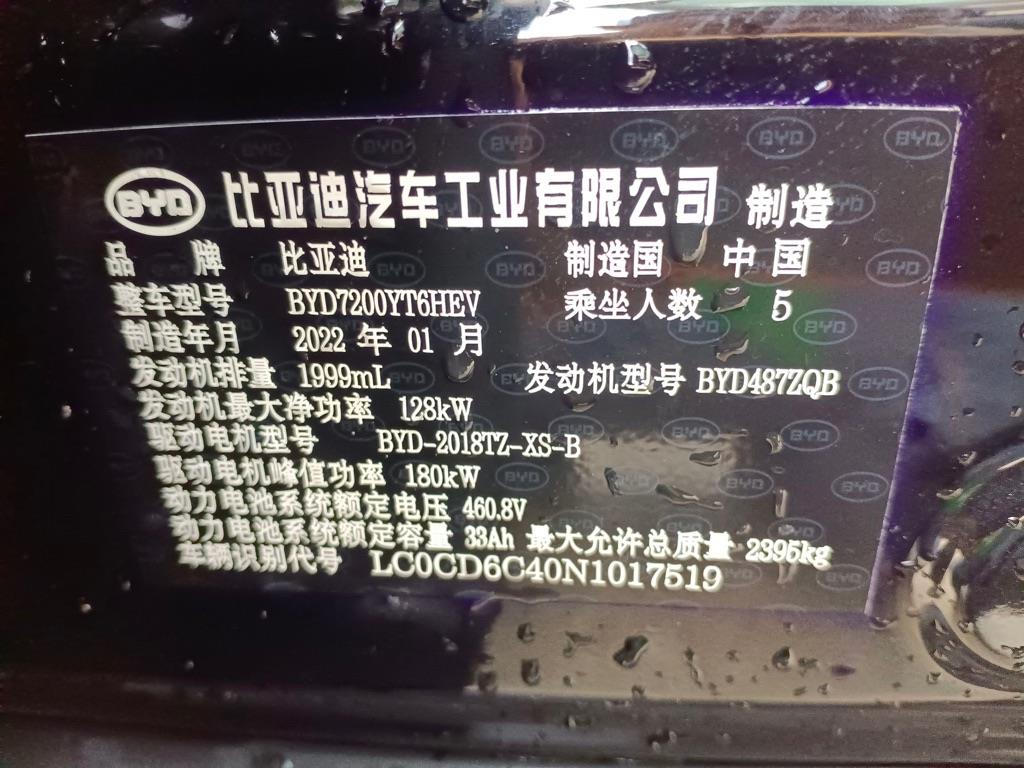 BYD 比亚迪汽车工业有限公司 制造
品 牌 比亚迪 制造国 中国
整车型号 BYD7200YT6HEV 乘坐人数 5
制造年月 2022 年 01 月
发动机排量 1999mL 发动机型号 BYD487ZQB
发动机最大净功率 128kW
驱动电机型号 BYD-2018TZ-XS-B
驱动电机峰值功率 180kW
动力电池系统额定电压 460.8V
动力电池系统额定容量 33Ah 最大允许总质量 2395kg
车辆识别代号 LC0CD6C40N1017519